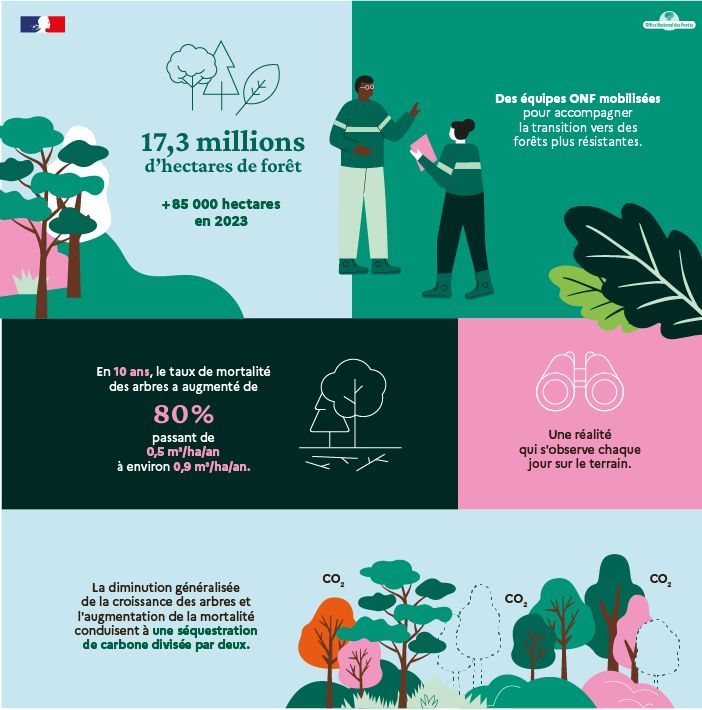 Office National des Forêts
17,3 millions
d'hectares de forêt
+85 000 hectares
en 2023
Des équipes ONF mobilisées
pour accompagner
la transition vers des
forêts plus résistantes.
En 10 ans, le taux de mortalité
des arbres a augmenté de
80%
passant de
0,5 m³/ha/an
à environ 0,9 m³/ha/an.
Une réalité
qui s'observe chaque
jour sur le terrain.
La diminution généralisée
de la croissance des arbres et
l'augmentation de la mortalité
conduisent à une séquestration
de carbone divisée par deux.
CO₂
CO₂
CO₂